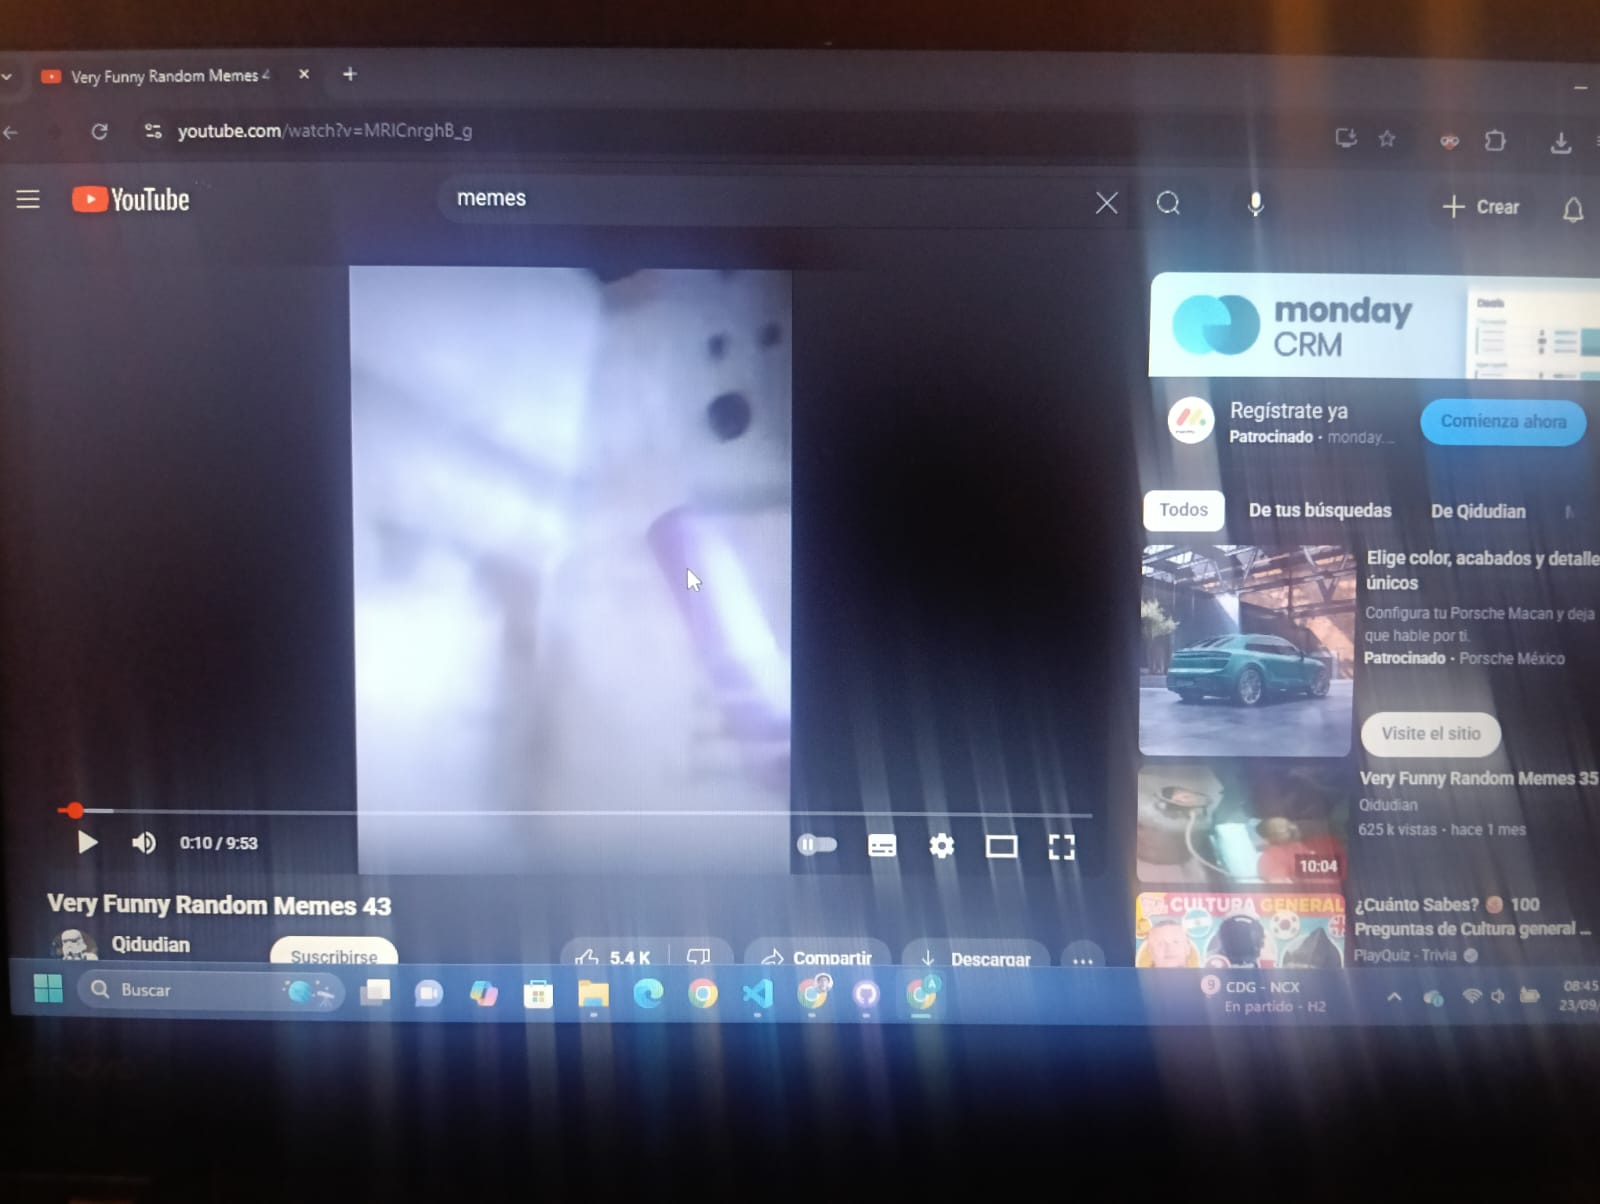 Very Funny Random Memes 4
youtube.com/watch?v=MRICnrghB_g
YouTube
memes
Crear
monday
CRM
Deals
Regístrate ya
Patrocinado · monday....
Comienza ahora
Todos
De tus búsquedas
De Qidudian
Elige color, acabados y detalle
únicos
Configura tu Porsche Macan y deja
que hable por ti.
Patrocinado · Porsche México
Visite el sitio
Very Funny Random Memes 35
Qidudian
625 k vistas · hace 1 mes
10:04
CULTURA GENERAL
¿Cuánto Sabes? 100
Preguntas de Cultura general ...
PlayQuiz - Trivia
0:10 / 9:53
Very Funny Random Memes 43
Qidudian
Suscribirse
5.4 K
Compartir
Descargar
Buscar
9
CDG - NCX
En partido - H2
08:45
23/09/